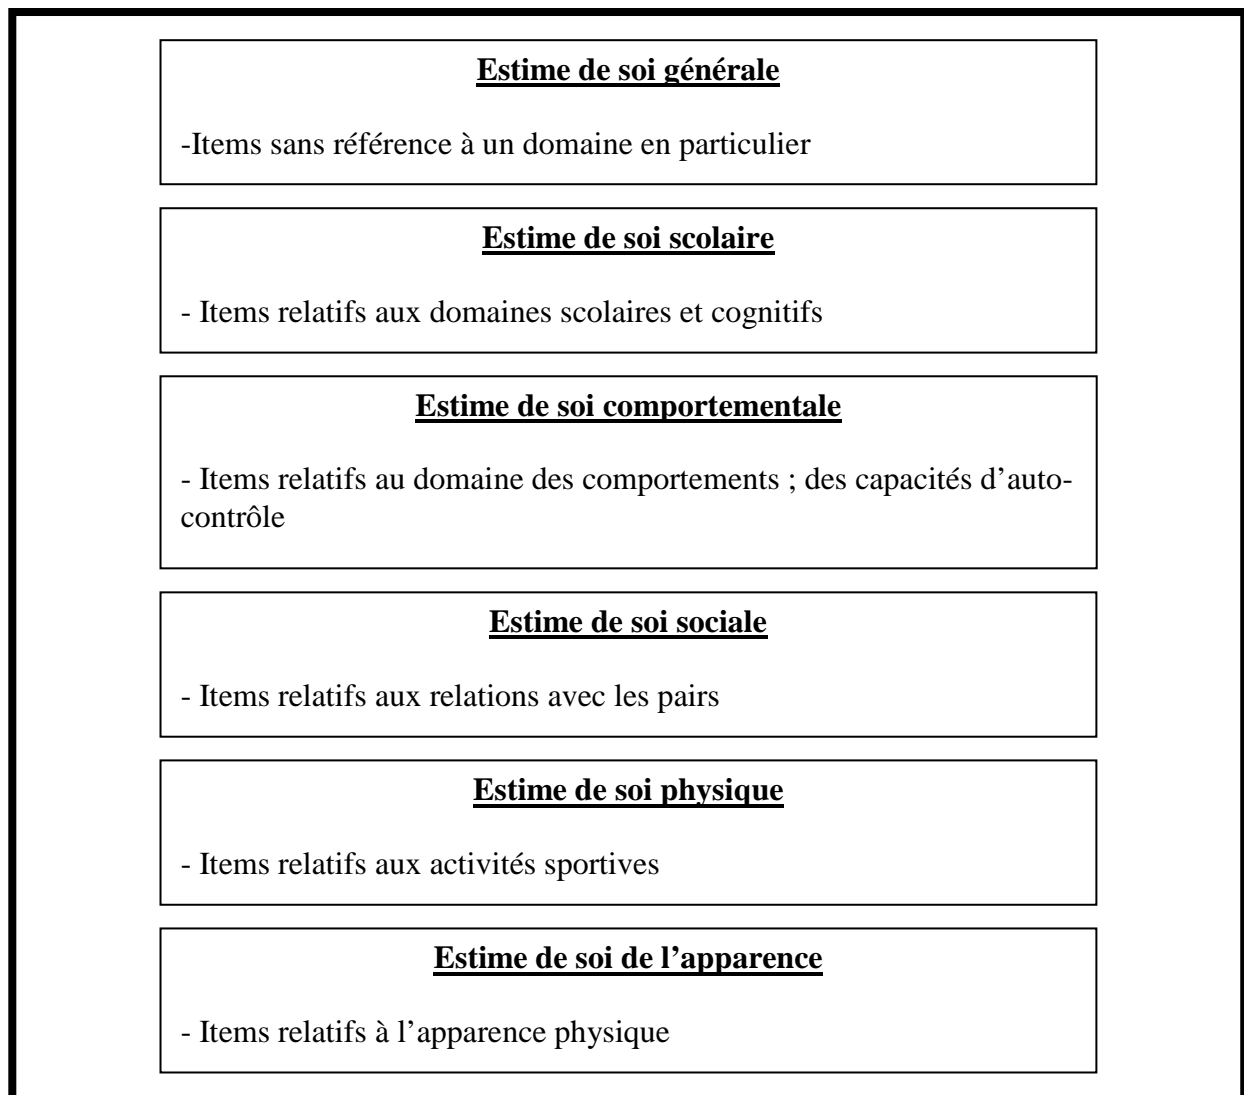 Estime de soi générale
-Items sans référence à un domaine en particulier
Estime de soi scolaire
- Items relatifs aux domaines scolaires et cognitifs
Estime de soi comportementale
- Items relatifs au domaine des comportements ; des capacités d’auto-
contrôle
Estime de soi sociale
- Items relatifs aux relations avec les pairs
Estime de soi physique
- Items relatifs aux activités sportives
Estime de soi de l’apparence
- Items relatifs à l’apparence physique